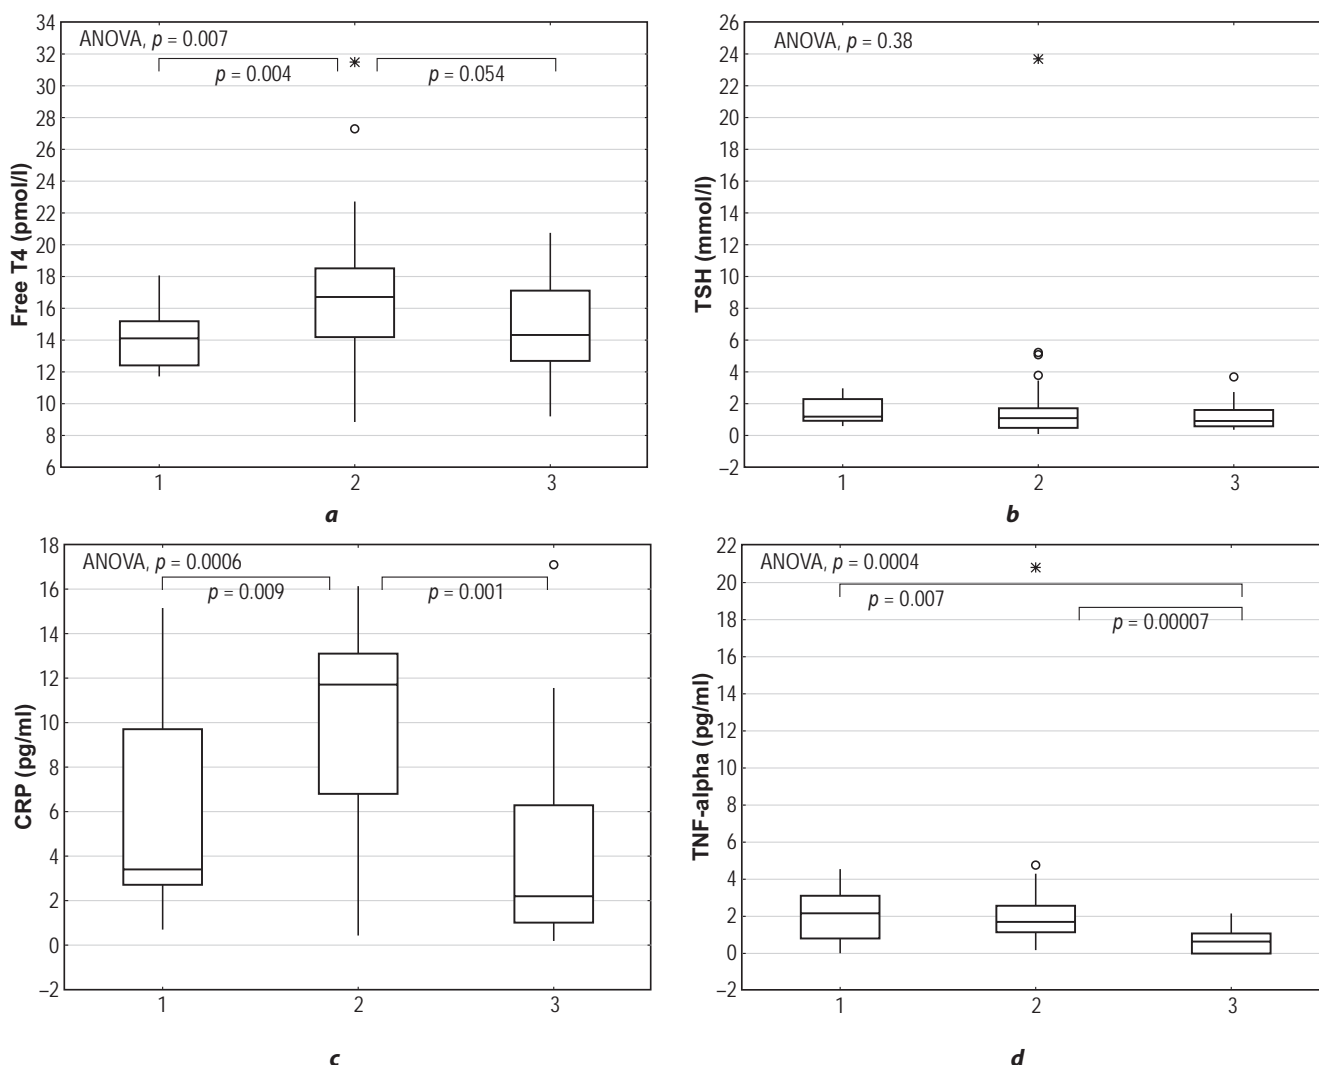 34
32
30
28
26
24
22
20
18
16
14
12
10
8
6
Free T4 (pmol/l)
ANOVA, p = 0.007
p = 0.004
p = 0.054
1 2 3
a
26
24
22
20
18
16
14
12
10
8
6
4
2
0
–2
TSH (mmol/l)
ANOVA, p = 0.38
1 2 3
b
18
16
14
12
10
8
6
4
2
0
–2
CRP (pg/ml)
ANOVA, p = 0.0006
p = 0.009
p = 0.001
1 2 3
c
22
20
18
16
14
12
10
8
6
4
2
0
–2
TNF-alpha (pg/ml)
ANOVA, p = 0.0004
p = 0.007
p = 0.00007
1 2 3
d